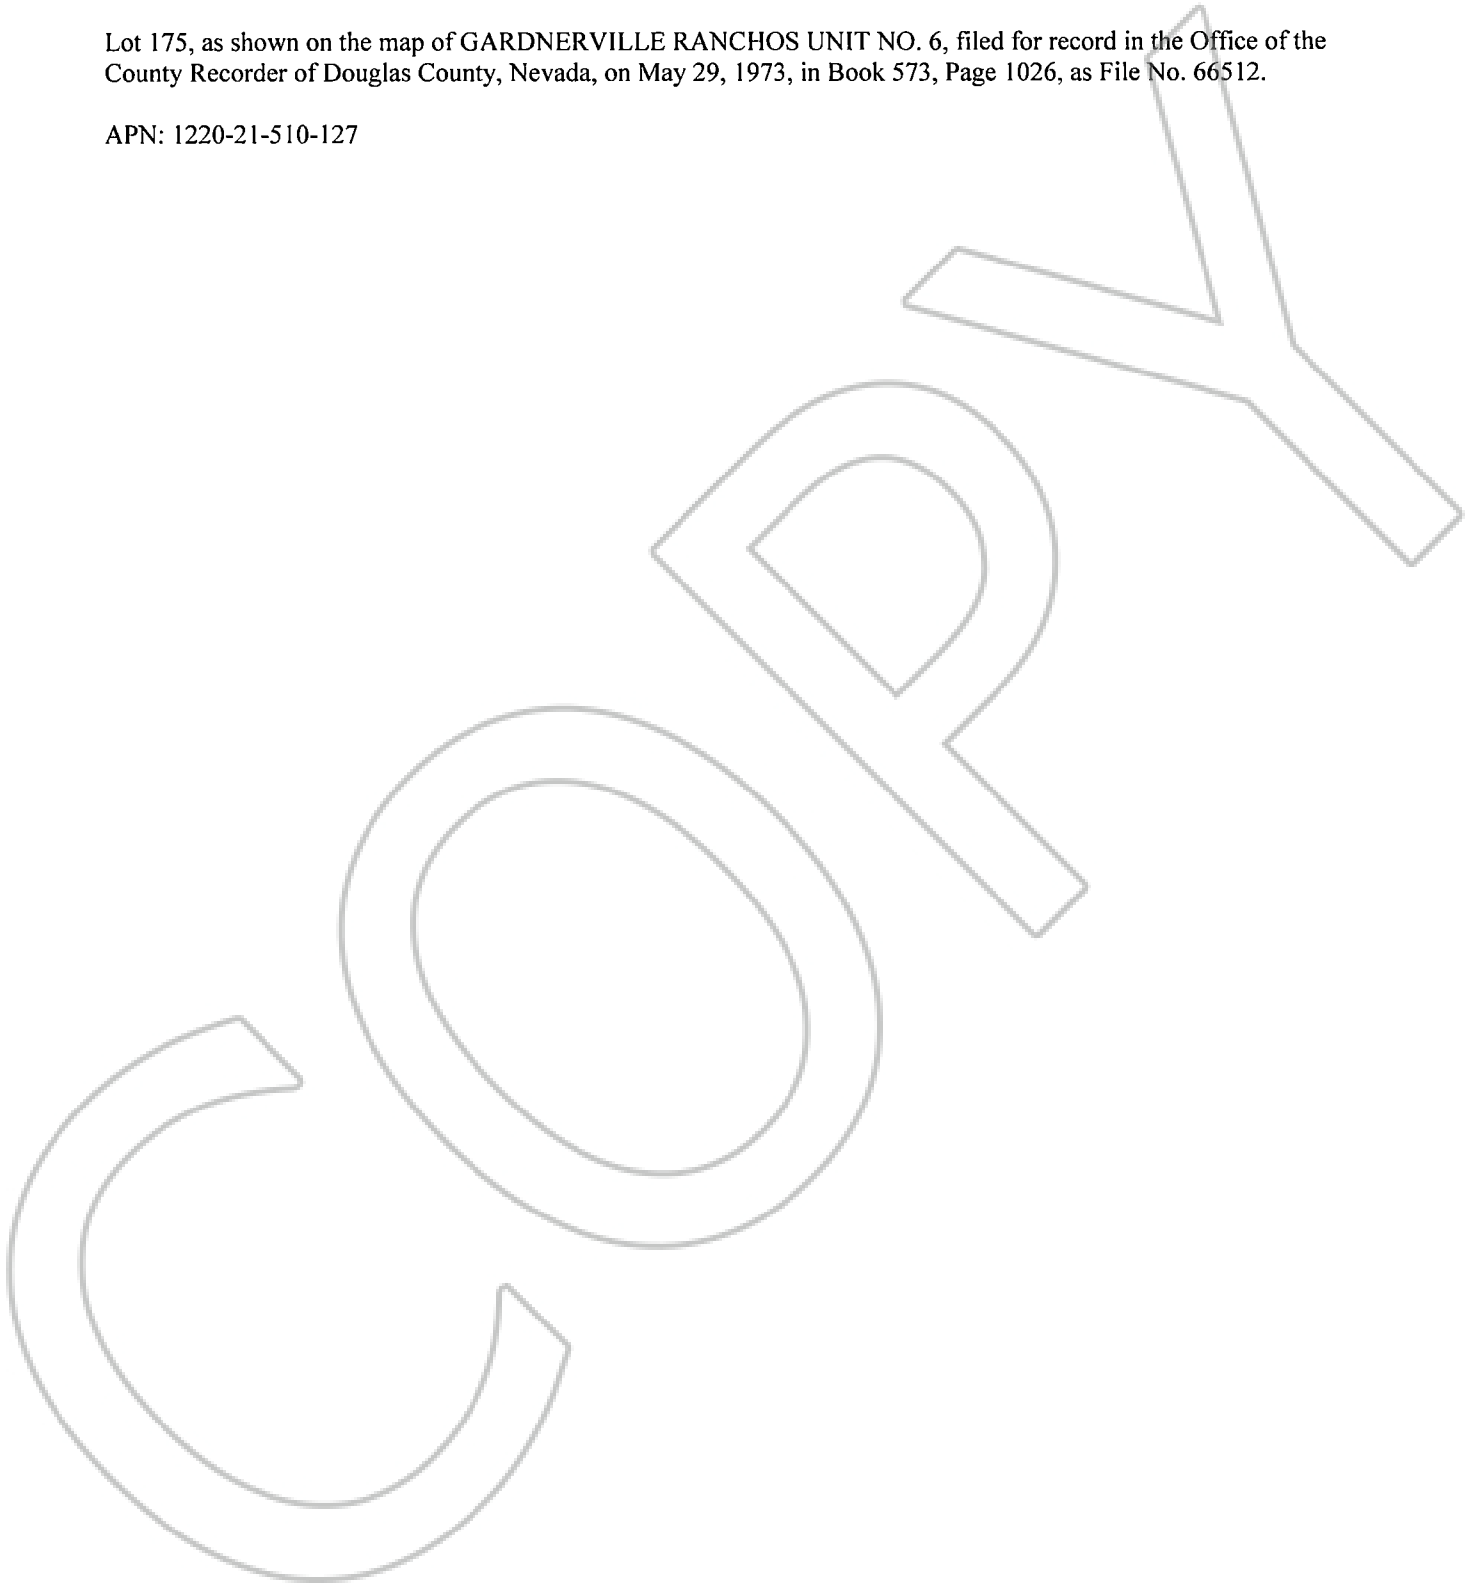 Lot 175, as shown on the map of GARDNERVILLE RANCHOS UNIT NO. 6, filed for record in the Office of the
County Recorder of Douglas County, Nevada, on May 29, 1973, in Book 573, Page 1026, as File No. 66512.
APN: 1220-21-510-127
COPY